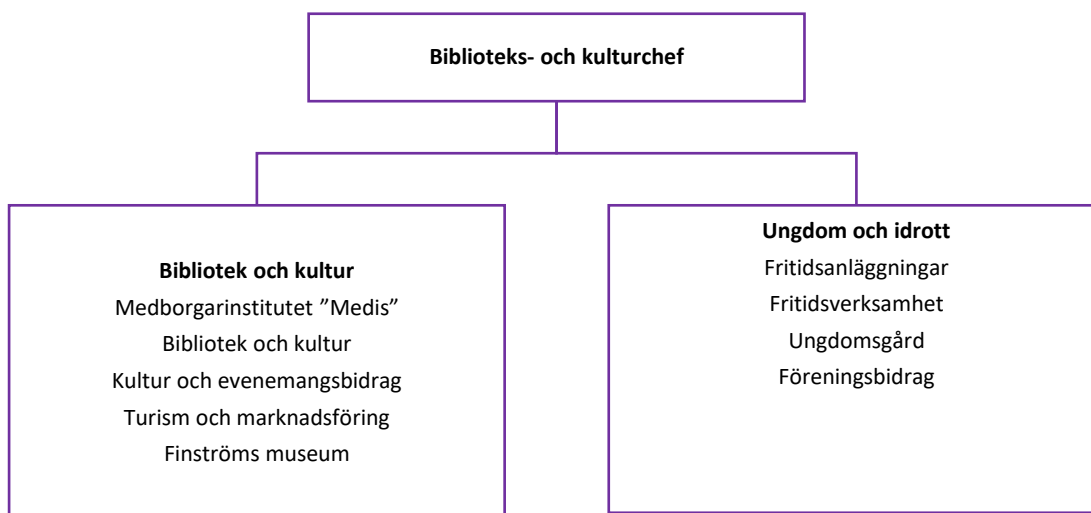 Biblioteks- och kulturchef
Bibliotek och kultur
Medborgarinstitutet ”Medis”
Bibliotek och kultur
Kultur och evenemangsbidrag
Turism och marknadsföring
Finströms museum
Ungdom och idrott
Fritidsanläggningar
Fritidsverksamhet
Ungdomsgård
Föreningsbidrag